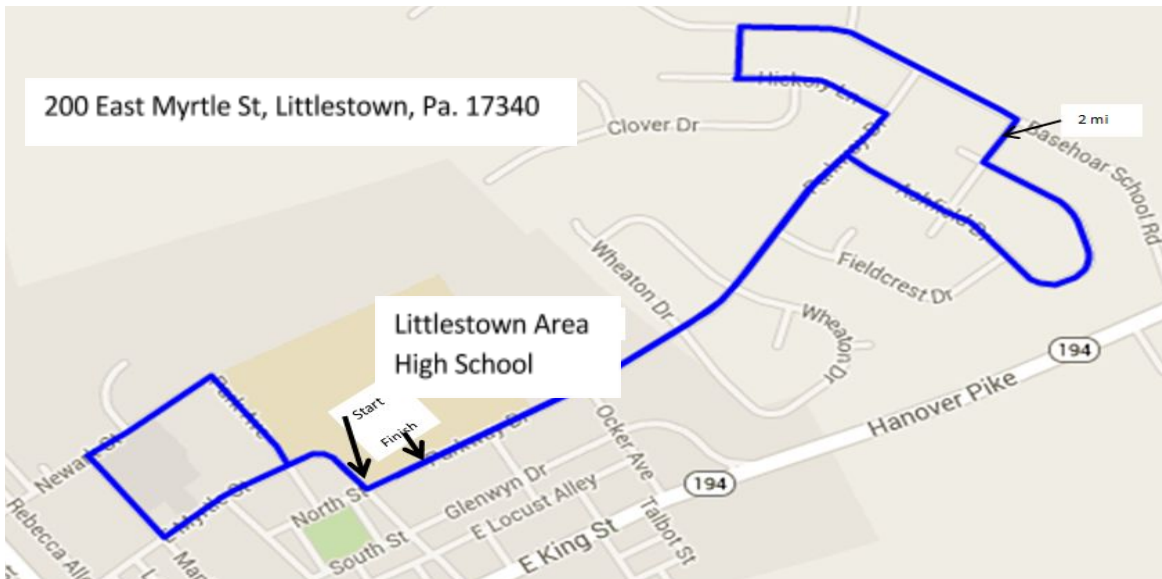 200 East Myrtle St, Littlestown, Pa. 17340
Hickory Ln
Clover Dr
2 mi
Basehoar School Rd
Parkway Dr
Ashfield Dr
Wheaton Dr
Fieldcrest Dr
Wheaton Dr
Littlestown Area
High School
194
Hanover Pike
Park Ave
Start
Finish
Parkway Dr
Ocker Ave
Newark St
Glenwyn Dr
194
E Myrtle St
North St
E Locust Alley
Talbot St
Rebecca Alle
South St
E King St
L